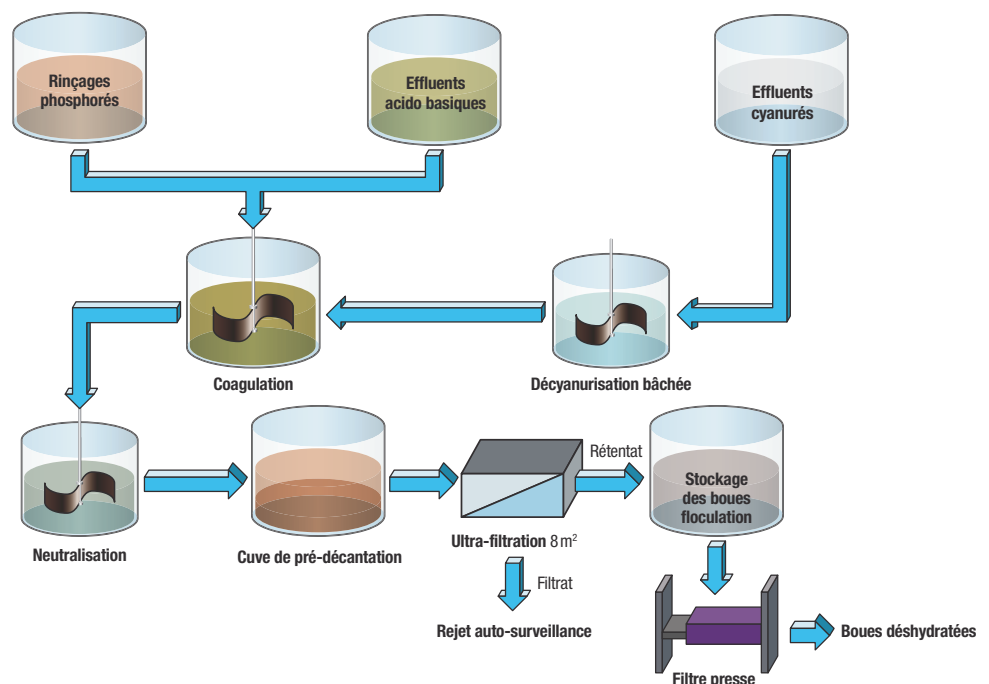 Rinçages
phosphorés
Effluents
acido basiques
Effluents
cyanurés
Coagulation
Décyanurisation bâchée
Neutralisation
Cuve de pré-décantation
Ultra-filtration 8 m²
Rétentat
Stockage
des boues
floculation
Filtrat
Rejet auto-surveillance
Filtre presse
Boues déshydratées